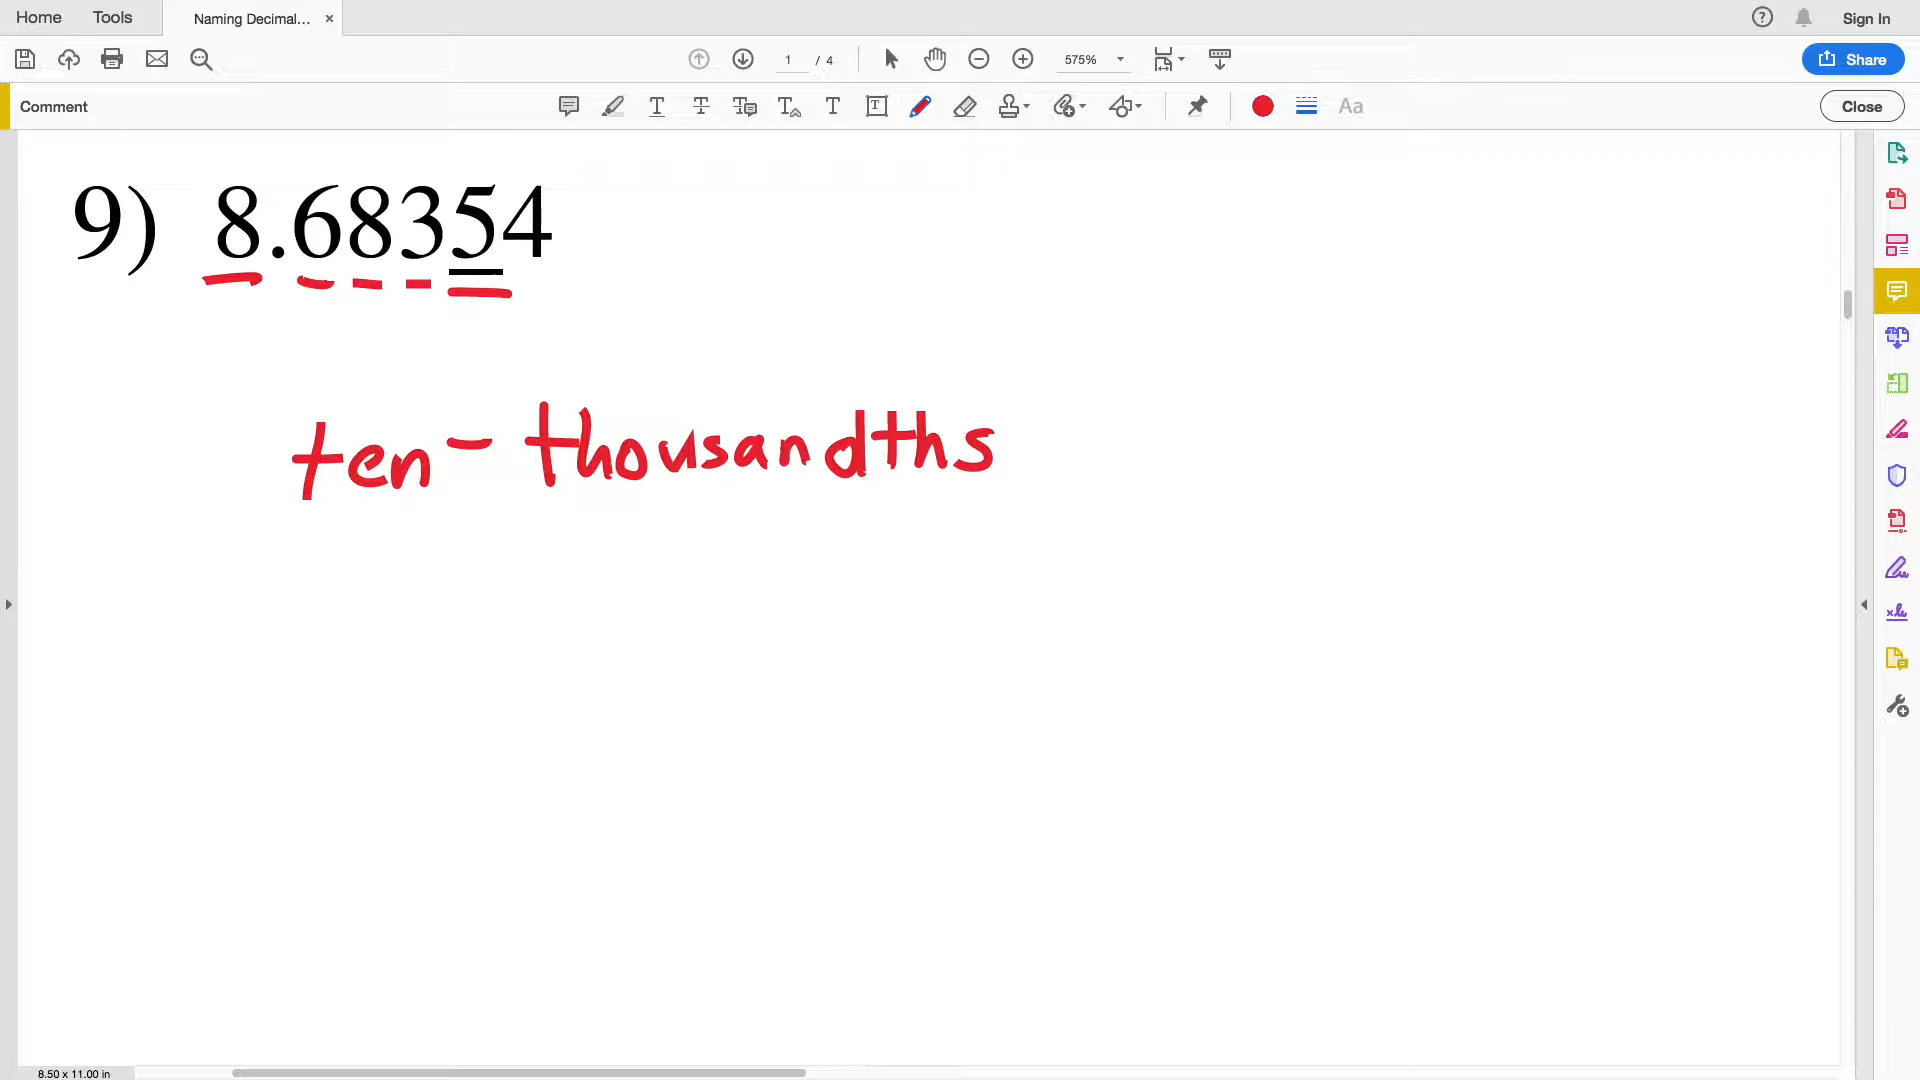 Home Tools Naming Decimal... × Sign In
1 / 4 575% Share
Comment Aa Close
9) 8.68354
ten-thousandths
8.50 x 11.00 in